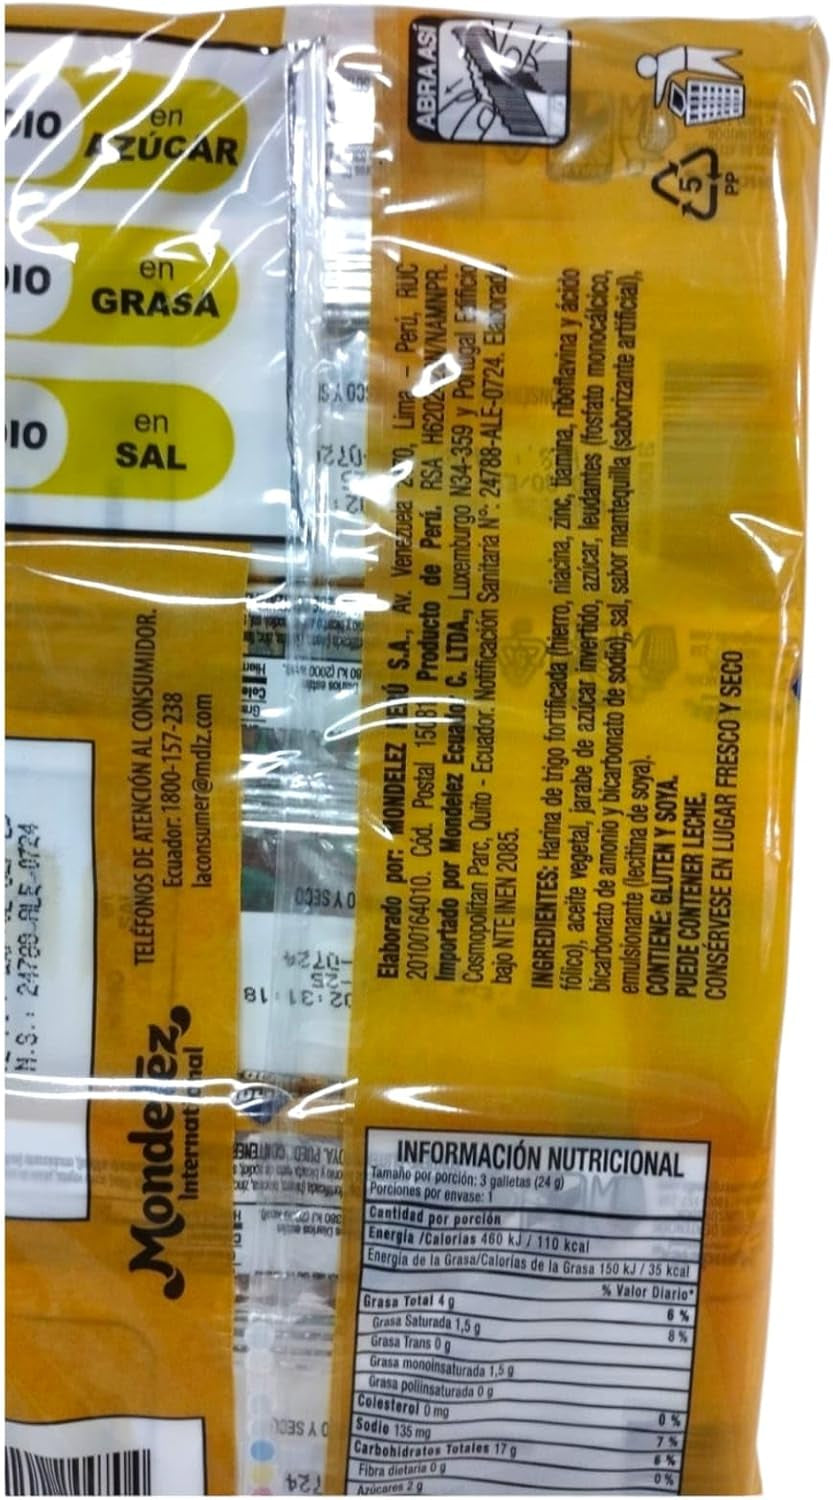 en
AZÚCAR
en
GRASA
en
SAL
N.S.: 24788-ALE-0724
TELÉFONOS DE ATENCIÓN AL CONSUMIDOR.
Ecuador: 1800-157-238
laconsumer@mdlz.com
Mondelēz,
International
ABRA ASÍ
5
PP
Elaborado por: MONDELEZ PERÚ S.A., Av. Venezuela Lima – Perú, RUC
20100164010. Cód. Postal Producto de Perú. RSA
Importado por Mondelez Ecuador C. LTDA., Luxemburgo N34-359 y Portugal Edificio
Cosmopolitan Parc, Quito - Ecuador. Notificación Sanitaria Nº. 24788-ALE-0724. Elaborado
bajo NTE INEN 2085.
INGREDIENTES: Harina de trigo fortificada (hierro, niacina, zinc, tiamina, riboflavina y ácido
fólico), aceite vegetal, jarabe de azúcar invertido, azúcar, leudantes (fosfato monocálcico,
bicarbonato de amonio y bicarbonato de sodio), sal, sabor mantequilla (saborizante artificial),
emulsionante (lecitina de soya).
CONTIENE: GLUTEN Y SOYA.
PUEDE CONTENER LECHE.
CONSÉRVESE EN LUGAR FRESCO Y SECO
INFORMACIÓN NUTRICIONAL
Tamaño por porción: 3 galletas (24 g)
Porciones por envase: 1
Cantidad por porción
Energía /Calorías 460 kJ / 110 kcal
Energía de la Grasa/Calorías de la Grasa 150 kJ / 35 kcal
% Valor Diario*
Grasa Total 4 g 6 %
Grasa Saturada 1,5 g 8 %
Grasa Trans 0 g
Grasa monoinsaturada 1,5 g
Grasa poliinsaturada 0 g
Colesterol 0 mg 0 %
Sodio 135 mg 7 %
Carbohidratos Totales 17 g 6 %
Fibra dietaria 0 g 0 %
Azúcares 2 g